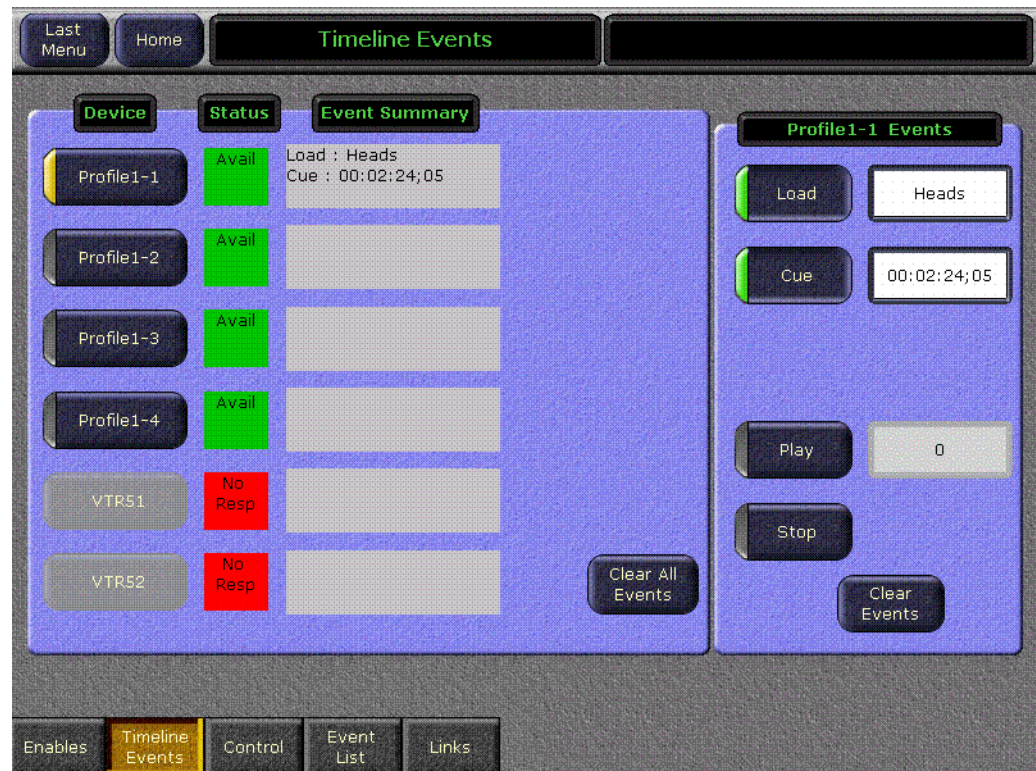 Last
Menu
Home
Timeline Events
Device
Status
Event Summary
Profile1-1
Avail
Load : Heads
Cue : 00:02:24;05
Profile1-2
Avail
Profile1-3
Avail
Profile1-4
Avail
VTR51
No
Resp
VTR52
No
Resp
Clear All
Events
Profile1-1 Events
Load
Heads
Cue
00:02:24;05
Play
0
Stop
Clear
Events
Enables
Timeline
Events
Control
Event
List
Links